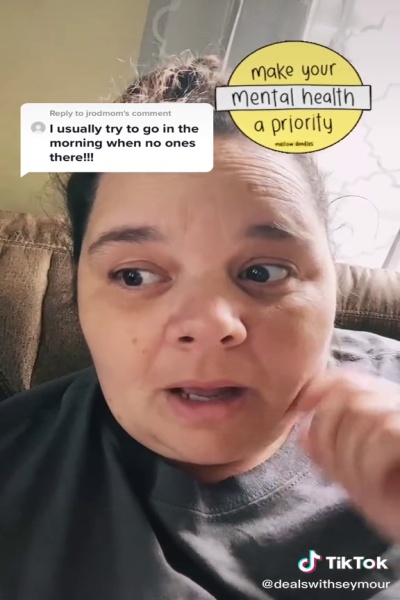 make your
mental health
a priority
mellow doodles
Reply to jrodmom's comment
I usually try to go in the
morning when no ones
there!!!
TikTok
@dealswithseymour